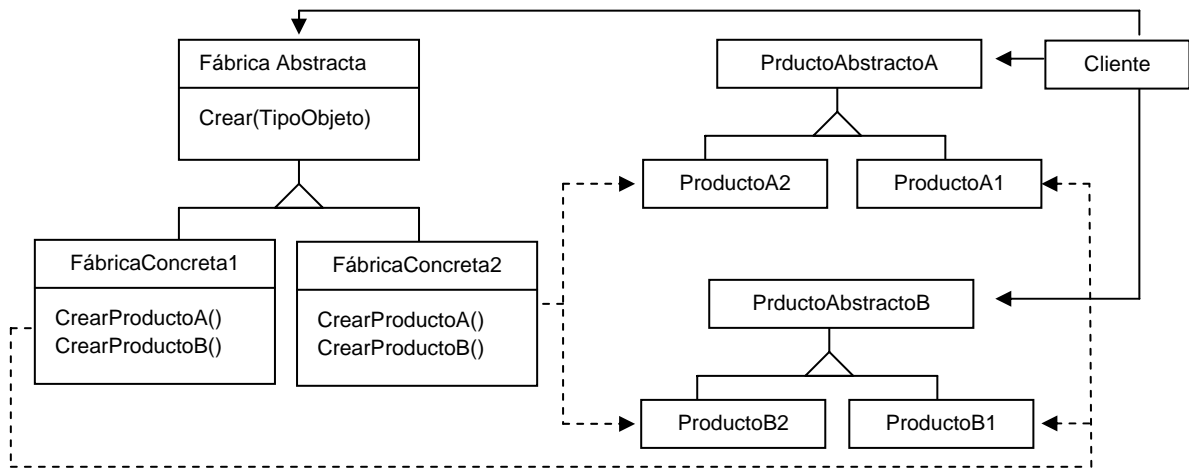 Fábrica Abstracta
Crear(TipoObjeto)
PrductoAbstractoA
Cliente
ProductoA2
ProductoA1
FábricaConcreta1
CrearProductoA()
CrearProductoB()
FábricaConcreta2
CrearProductoA()
CrearProductoB()
PrductoAbstractoB
ProductoB2
ProductoB1